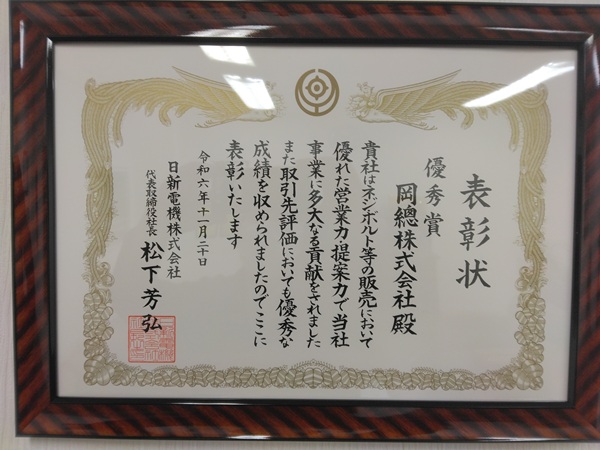 表彰状
優秀賞
岡總株式会社 殿
貴社はネジボルト等の販売において
優れた営業力・提案力で当社
事業に多大なる貢献をされました
また取引先評価においても優秀な
成績を収められましたのでここに
表彰いたします
令和六年十一月二十日
日新電機株式会社
代表取締役社長 松下芳弘